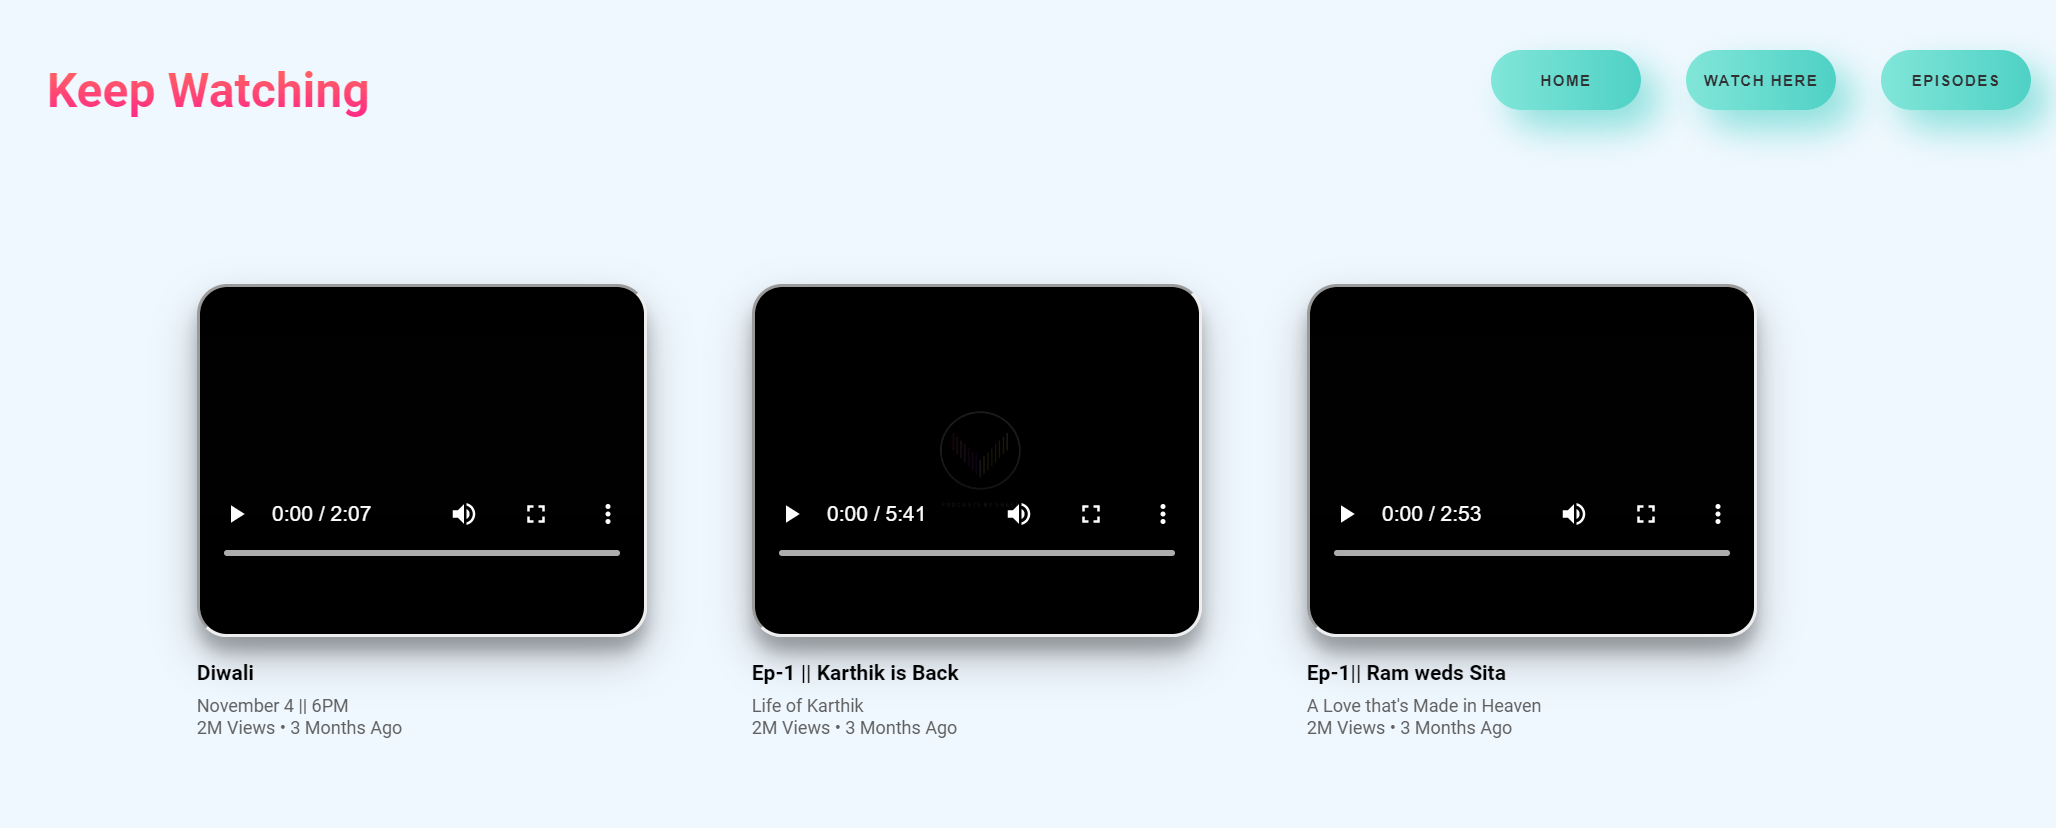 Keep Watching
HOME
WATCH HERE
EPISODES
0:00 / 2:07
0:00 / 5:41
0:00 / 2:53
Diwali
November 4 || 6PM
2M Views • 3 Months Ago
Ep-1 || Karthik is Back
Life of Karthik
2M Views • 3 Months Ago
Ep-1|| Ram weds Sita
A Love that's Made in Heaven
2M Views • 3 Months Ago